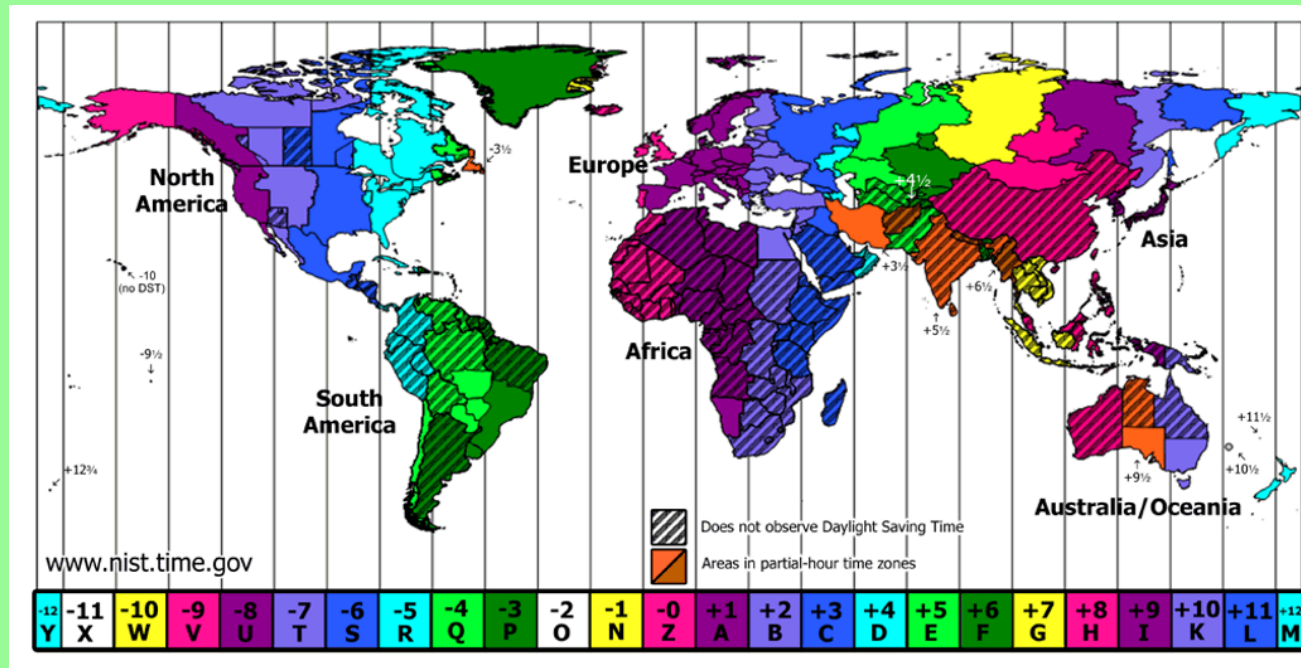 -3½
Europe
North
America
+4½
Asia
-10
(no DST)
+3½
+6½
+5½
-9½
Africa
South
America
+11½
+12¾
+10½
+9½
Australia/Oceania
Does not observe Daylight Saving Time
www.nist.time.gov
Areas in partial-hour time zones
-12 -11 -10 -9 -8 -7 -6 -5 -4 -3 -2 -1 -0 +1 +2 +3 +4 +5 +6 +7 +8 +9 +10 +11 +12
Y X W V U T S R Q P O N Z A B C D E F G H I K L M